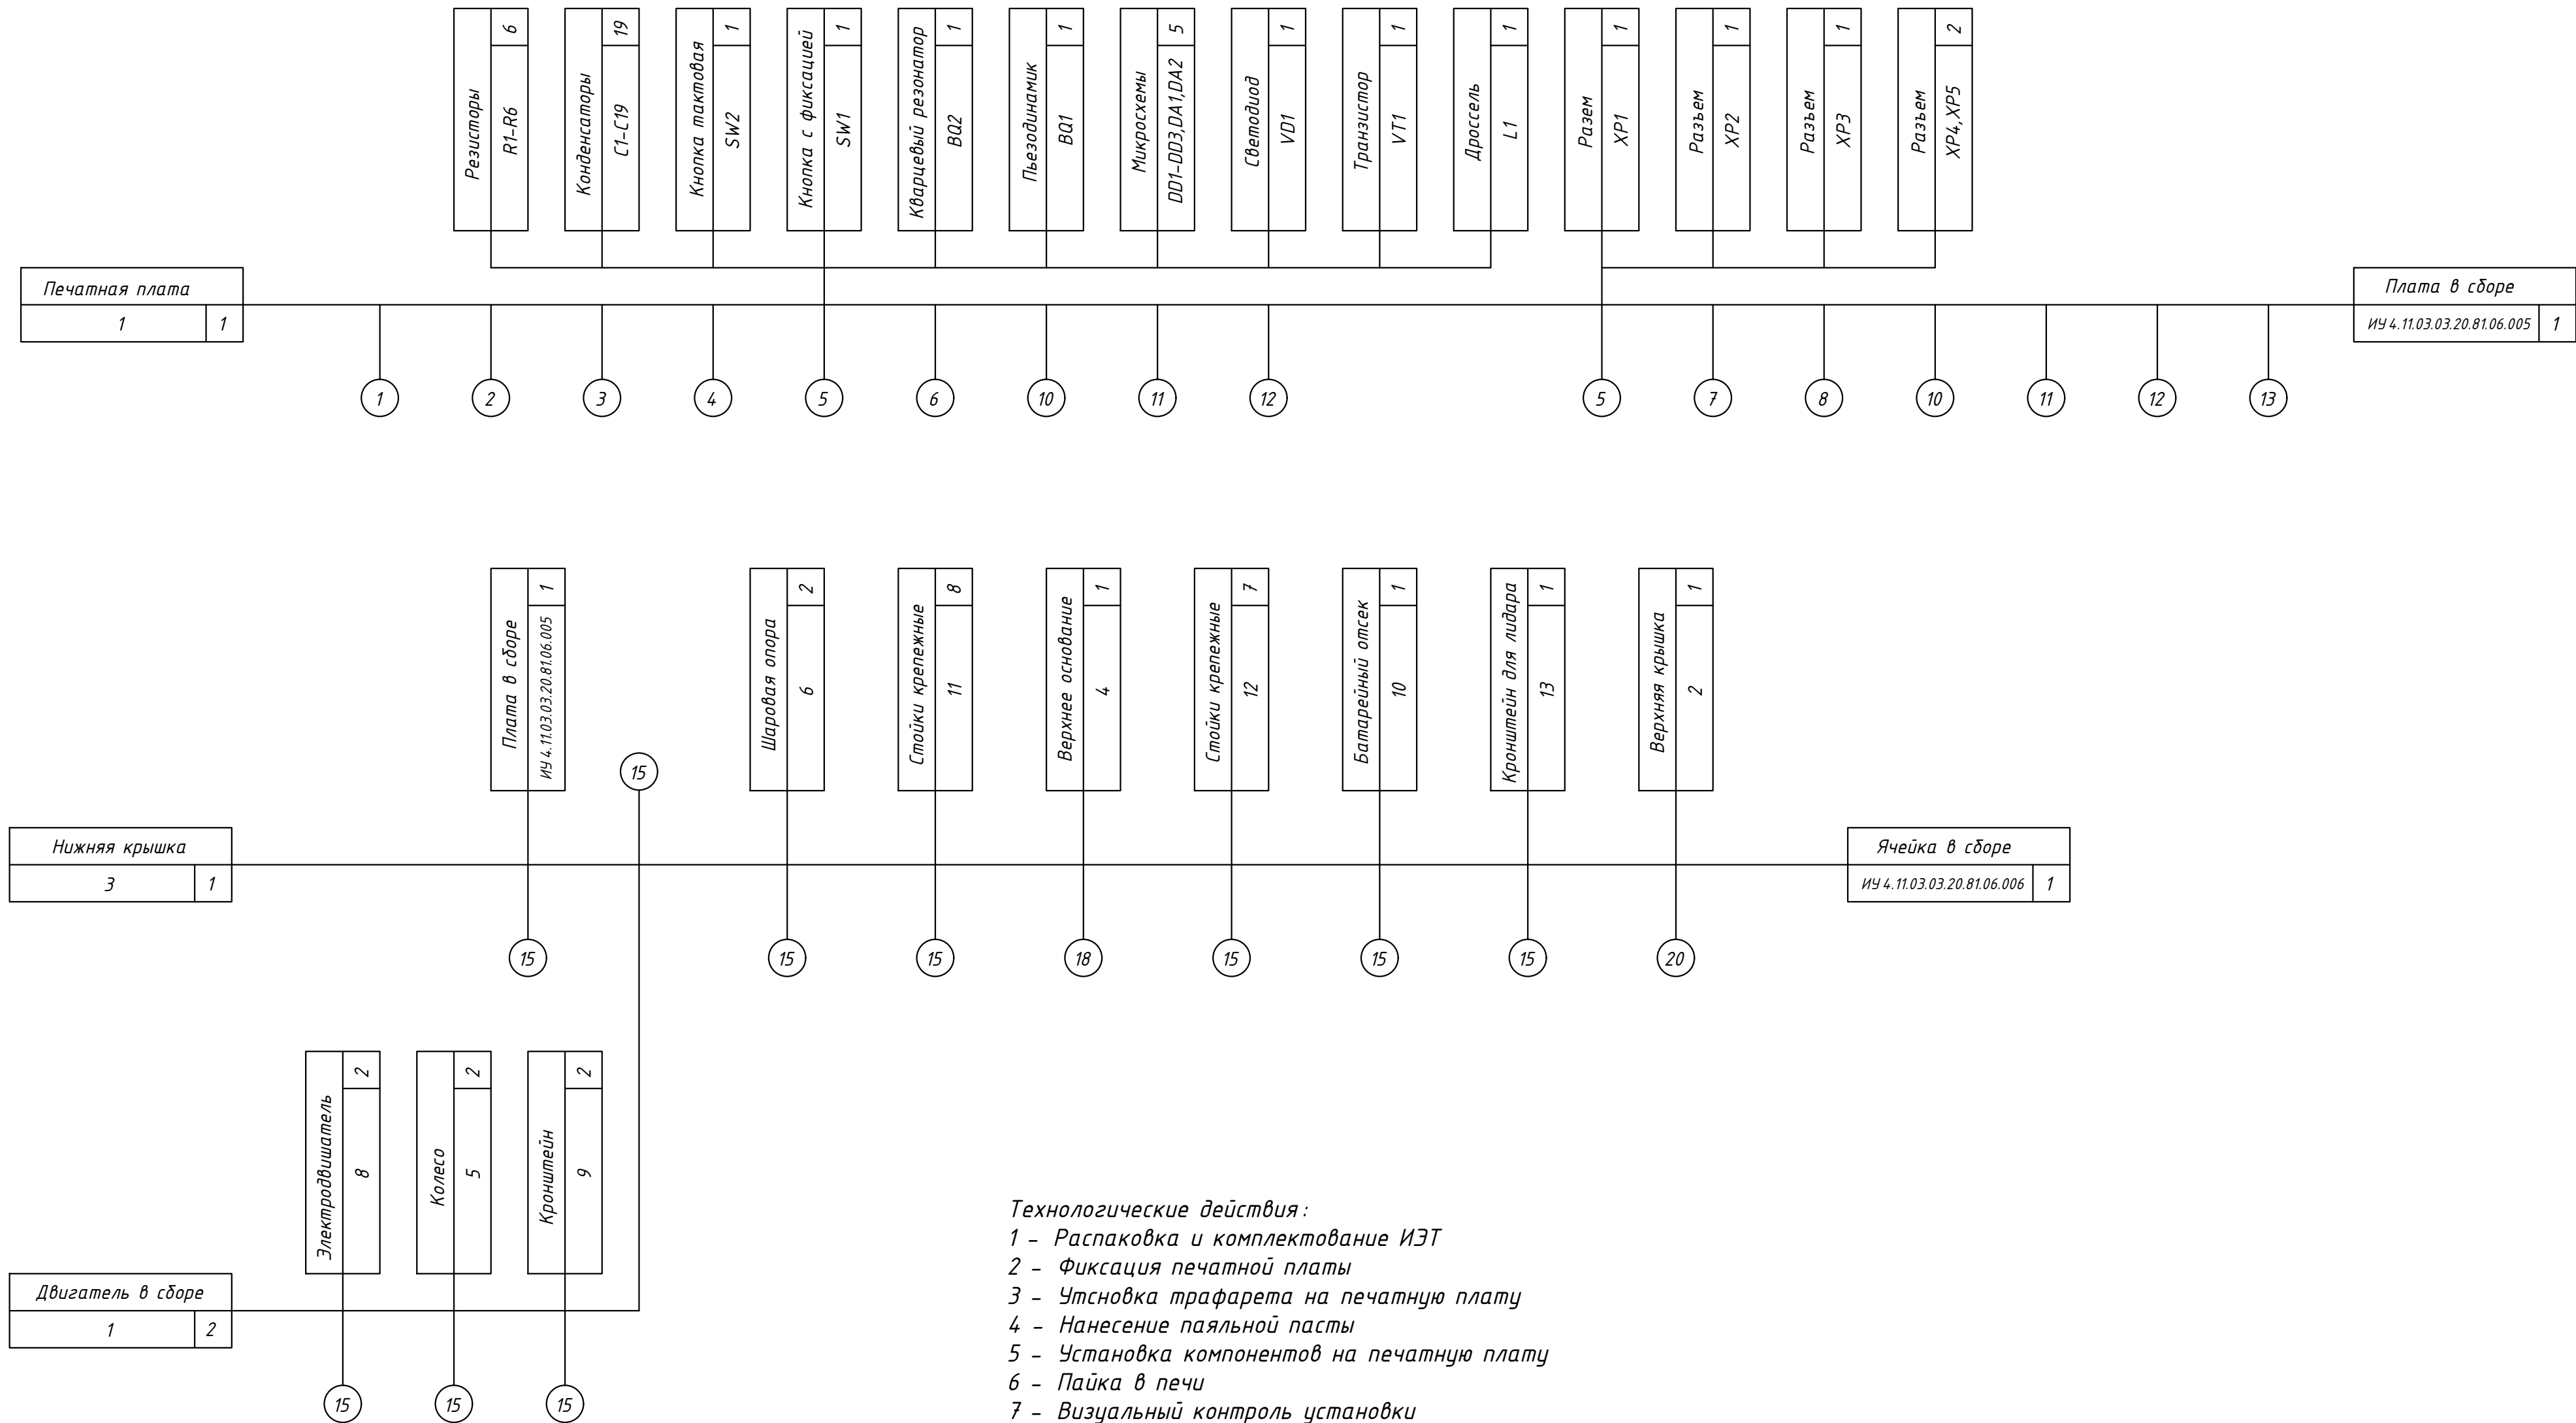 Резисторы
R1-R6
6
Конденсаторы
C1-C19
19
Кнопка тактовая
SW2
1
Кнопка с фиксацией
SW1
1
Кварцевый резонатор
BQ2
1
Пьезодинамик
BQ1
1
Микросхемы
DD1-DD3,DA1,DA2
5
Светодиод
VD1
1
Транзистор
VT1
1
Дроссель
L1
1
Разем
XP1
1
Разъем
XP2
1
Разъем
XP3
1
Разъем
XP4,XP5
2
Печатная плата
1
1
Плата в сборе
ИУ 4.11.03.03.20.81.06.005
1
1
2
3
4
5
6
10
11
12
5
7
8
10
11
12
13
Плата в сборе
ИУ 4.11.03.03.20.81.06.005
1
15
Шаровая опора
6
2
Стойки крепежные
11
8
Верхнее основание
4
1
Стойки крепежные
12
7
Батарейный отсек
10
1
Кронштейн для лидара
13
1
Верхняя крышка
2
1
Нижняя крышка
3
1
Ячейка в сборе
ИУ 4.11.03.03.20.81.06.006
1
15
15
15
18
15
15
15
20
Электродвишатель
8
2
Колесо
5
2
Кронштейн
9
2
Двигатель в сборе
1
2
15
15
15
Технологические действия:
1 - Распаковка и комплектование ИЭТ
2 - Фиксация печатной платы
3 - Утсновка трафарета на печатную плату
4 - Нанесение паяльной пасты
5 - Установка компонентов на печатную плату
6 - Пайка в печи
7 - Визуальный контроль установки